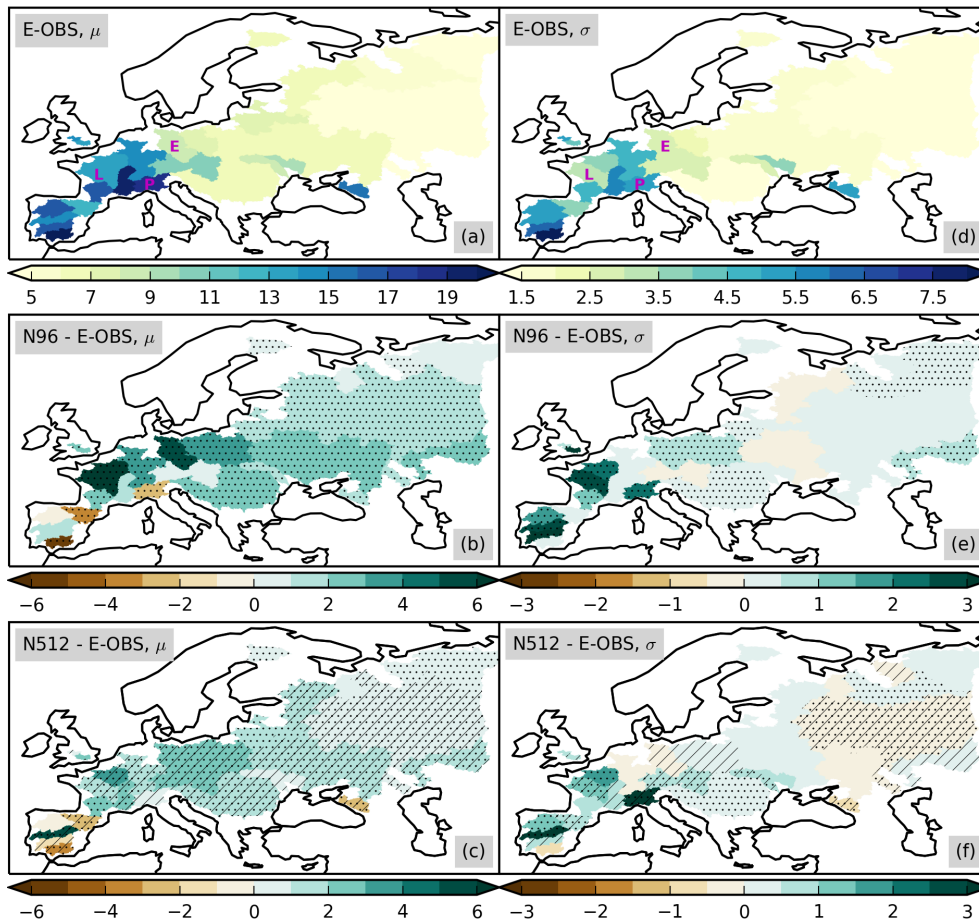 E-OBS, μ
E
L
P
(a)
5 7 9 11 13 15 17 19
E-OBS, σ
E
L
P
(d)
1.5 2.5 3.5 4.5 5.5 6.5 7.5
N96 - E-OBS, μ
(b)
−6 −4 −2 0 2 4 6
N96 - E-OBS, σ
(e)
−3 −2 −1 0 1 2 3
N512 - E-OBS, μ
(c)
−6 −4 −2 0 2 4 6
N512 - E-OBS, σ
(f)
−3 −2 −1 0 1 2 3